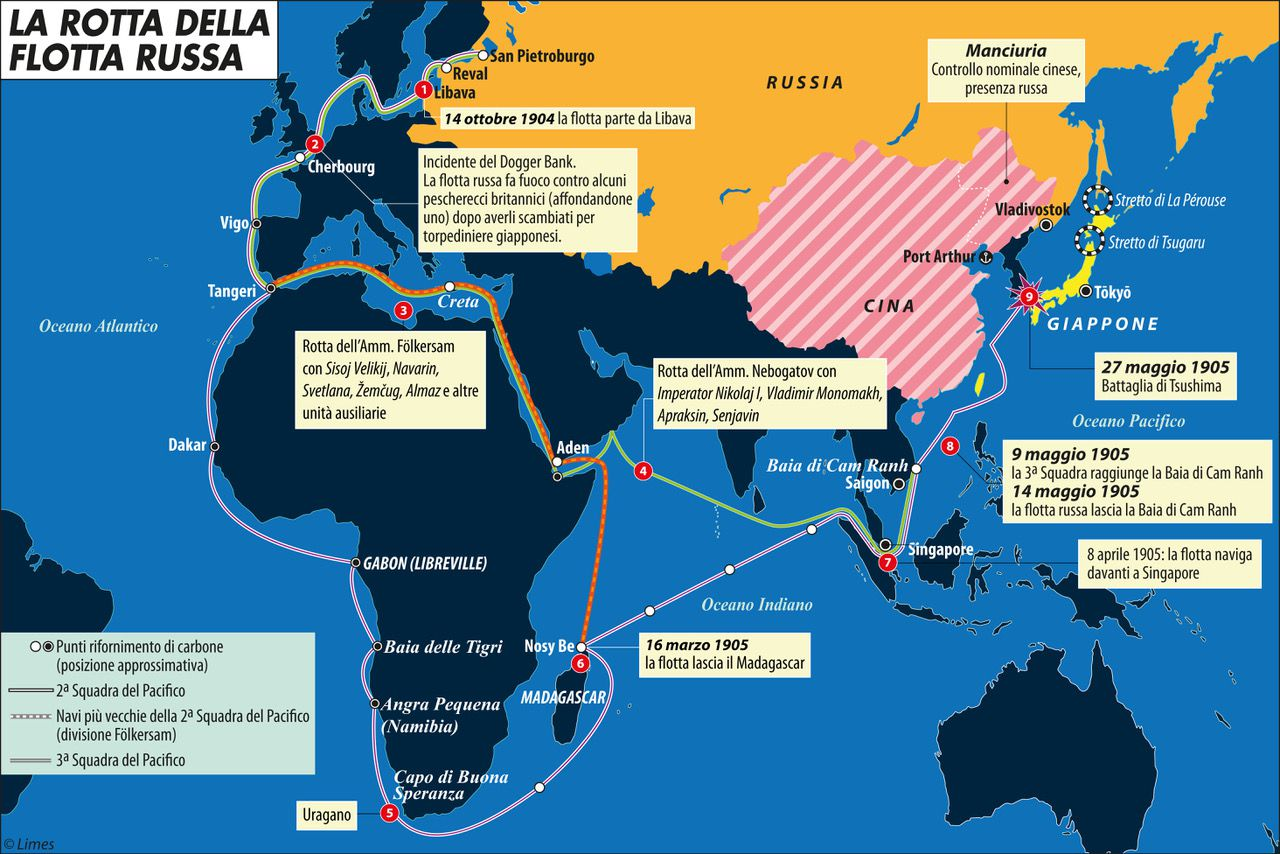 LA ROTTA DELLA
FLOTTA RUSSA
San Pietroburgo
Reval
1
Libava
14 ottobre 1904 la flotta parte da Libava
RUSSIA
Manciuria
Controllo nominale cinese,
presenza russa
2
Cherbourg
Incidente del Dogger Bank.
La flotta russa fa fuoco contro alcuni
pescherecci britannici (affondandone
uno) dopo averli scambiati per
torpediniere giapponesi.
Vigo
Tangeri
Creta
3
Oceano Atlantico
Rotta dell'Amm. Fölkersam
con Sisoj Velikij, Navarin,
Svetlana, Žemčug, Almaz e altre
unità ausiliarie
Vladivostok
Stretto di La Pérouse
Stretto di Tsugaru
Port Arthur
Tōkyō
9
CINA
GIAPPONE
27 maggio 1905
Battaglia di Tsushima
Rotta dell'Amm. Nebogatov con
Imperator Nikolaj I, Vladimir Monomakh,
Apraksin, Senjavin
Oceano Pacifico
Dakar
Aden
4
Baia di Cam Ranh
Saigon
8
9 maggio 1905
la 3ª Squadra raggiunge la Baia di Cam Ranh
14 maggio 1905
la flotta russa lascia la Baia di Cam Ranh
Singapore
7
8 aprile 1905: la flotta naviga
davanti a Singapore
GABON (LIBREVILLE)
Oceano Indiano
Baia delle Tigri
Nosy Be
6
16 marzo 1905
la flotta lascia il Madagascar
MADAGASCAR
Angra Pequena
(Namibia)
Capo di Buona
Speranza
5
Uragano
Punti rifornimento di carbone
(posizione approssimativa)
2ª Squadra del Pacifico
Navi più vecchie della 2ª Squadra del Pacifico
(divisione Fölkersam)
3ª Squadra del Pacifico
© Limes